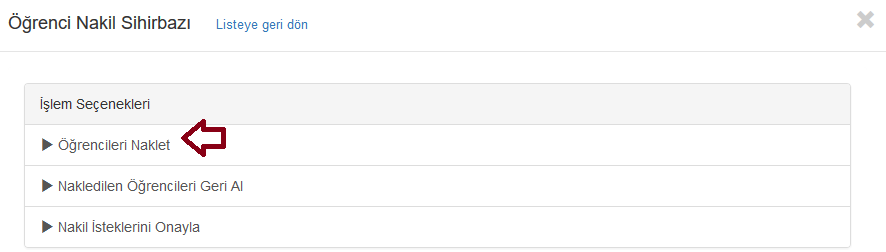 Öğrenci Nakil Sihirbazı Listeye geri dön
İşlem Seçenekleri
Öğrencileri Naklet
Nakledilen Öğrencileri Geri Al
Nakil İsteklerini Onayla